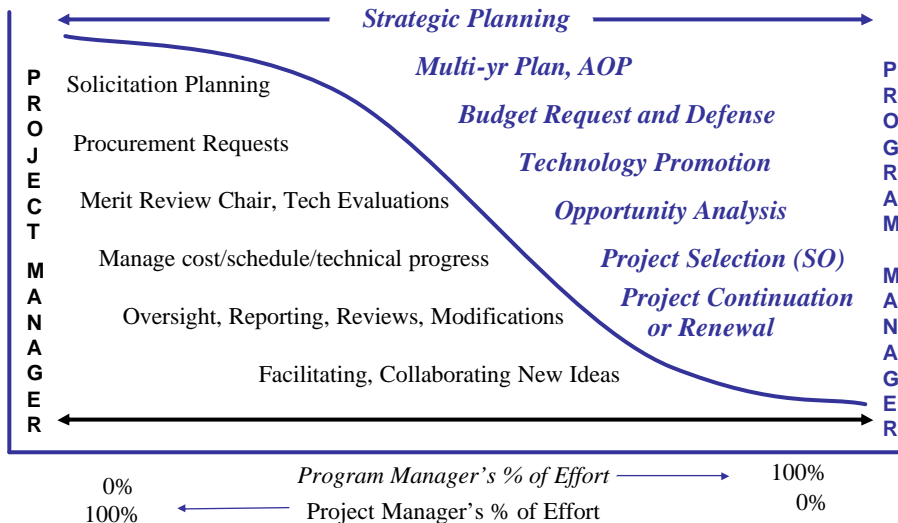 Strategic Planning
Multi-yr Plan, AOP
Solicitation Planning
Budget Request and Defense
Procurement Requests
Technology Promotion
Merit Review Chair, Tech Evaluations
Opportunity Analysis
Manage cost/schedule/technical progress
Project Selection (SO)
Project Continuation
or Renewal
Oversight, Reporting, Reviews, Modifications
Facilitating, Collaborating New Ideas
PROJECT MANAGER
PROGRAM MANAGER
0% Program Manager's % of Effort 100%
100% Project Manager's % of Effort 0%